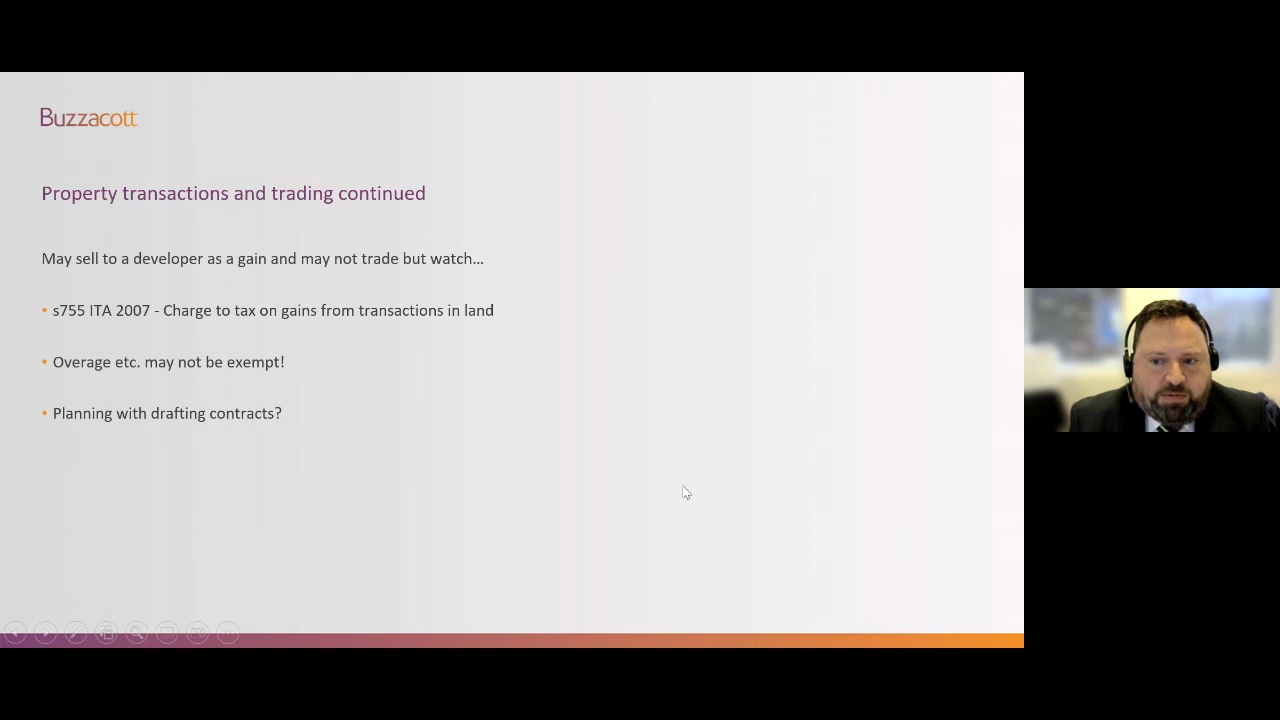 Buzzacott
Property transactions and trading continued
May sell to a developer as a gain and may not trade but watch...
• s755 ITA 2007 - Charge to tax on gains from transactions in land
• Overage etc. may not be exempt!
• Planning with drafting contracts?